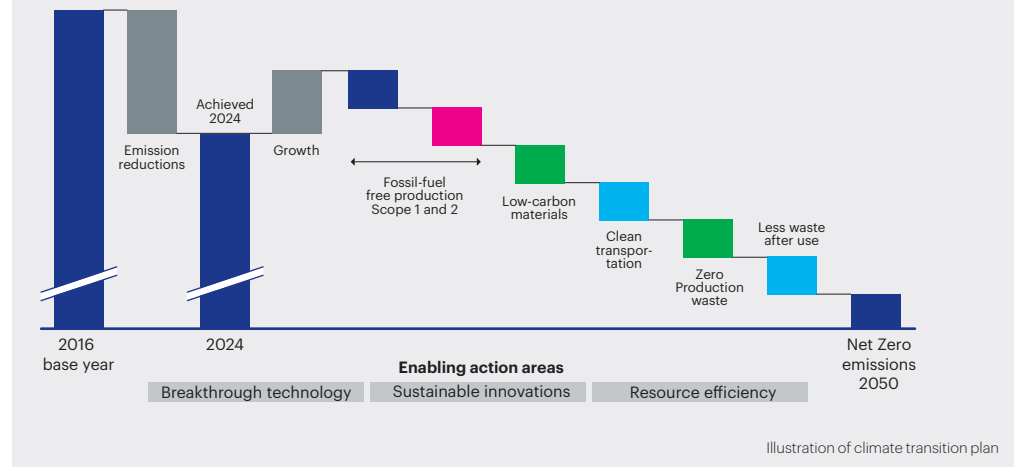 Achieved
2024
Emission
reductions
Growth
Fossil-fuel
free production
Scope 1 and 2
Low-carbon
materials
Clean
transpor-
tation
Zero
Production
waste
Less waste
after use
2016
base year
2024
Net Zero
emissions
2050
Enabling action areas
Breakthrough technology
Sustainable innovations
Resource efficiency
Illustration of climate transition plan